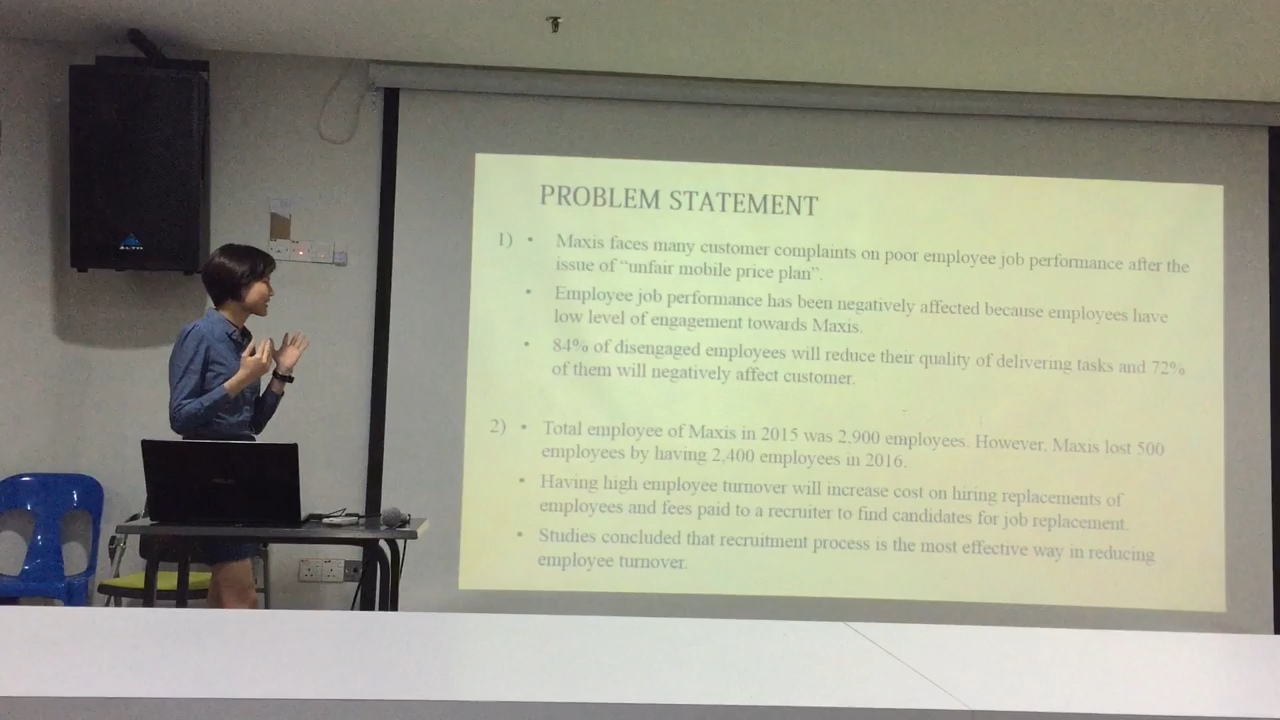 ALTO
PROBLEM STATEMENT
1) • Maxis faces many customer complaints on poor employee job performance after the
issue of “unfair mobile price plan”.
• Employee job performance has been negatively affected because employees have
low level of engagement towards Maxis.
• 84% of disengaged employees will reduce their quality of delivering tasks and 72%
of them will negatively affect customer.
2) • Total employee of Maxis in 2015 was 2,900 employees. However, Maxis lost 500
employees by having 2,400 employees in 2016.
• Having high employee turnover will increase cost on hiring replacements of
employees and fees paid to a recruiter to find candidates for job replacement.
• Studies concluded that recruitment process is the most effective way in reducing
employee turnover.
ASUS